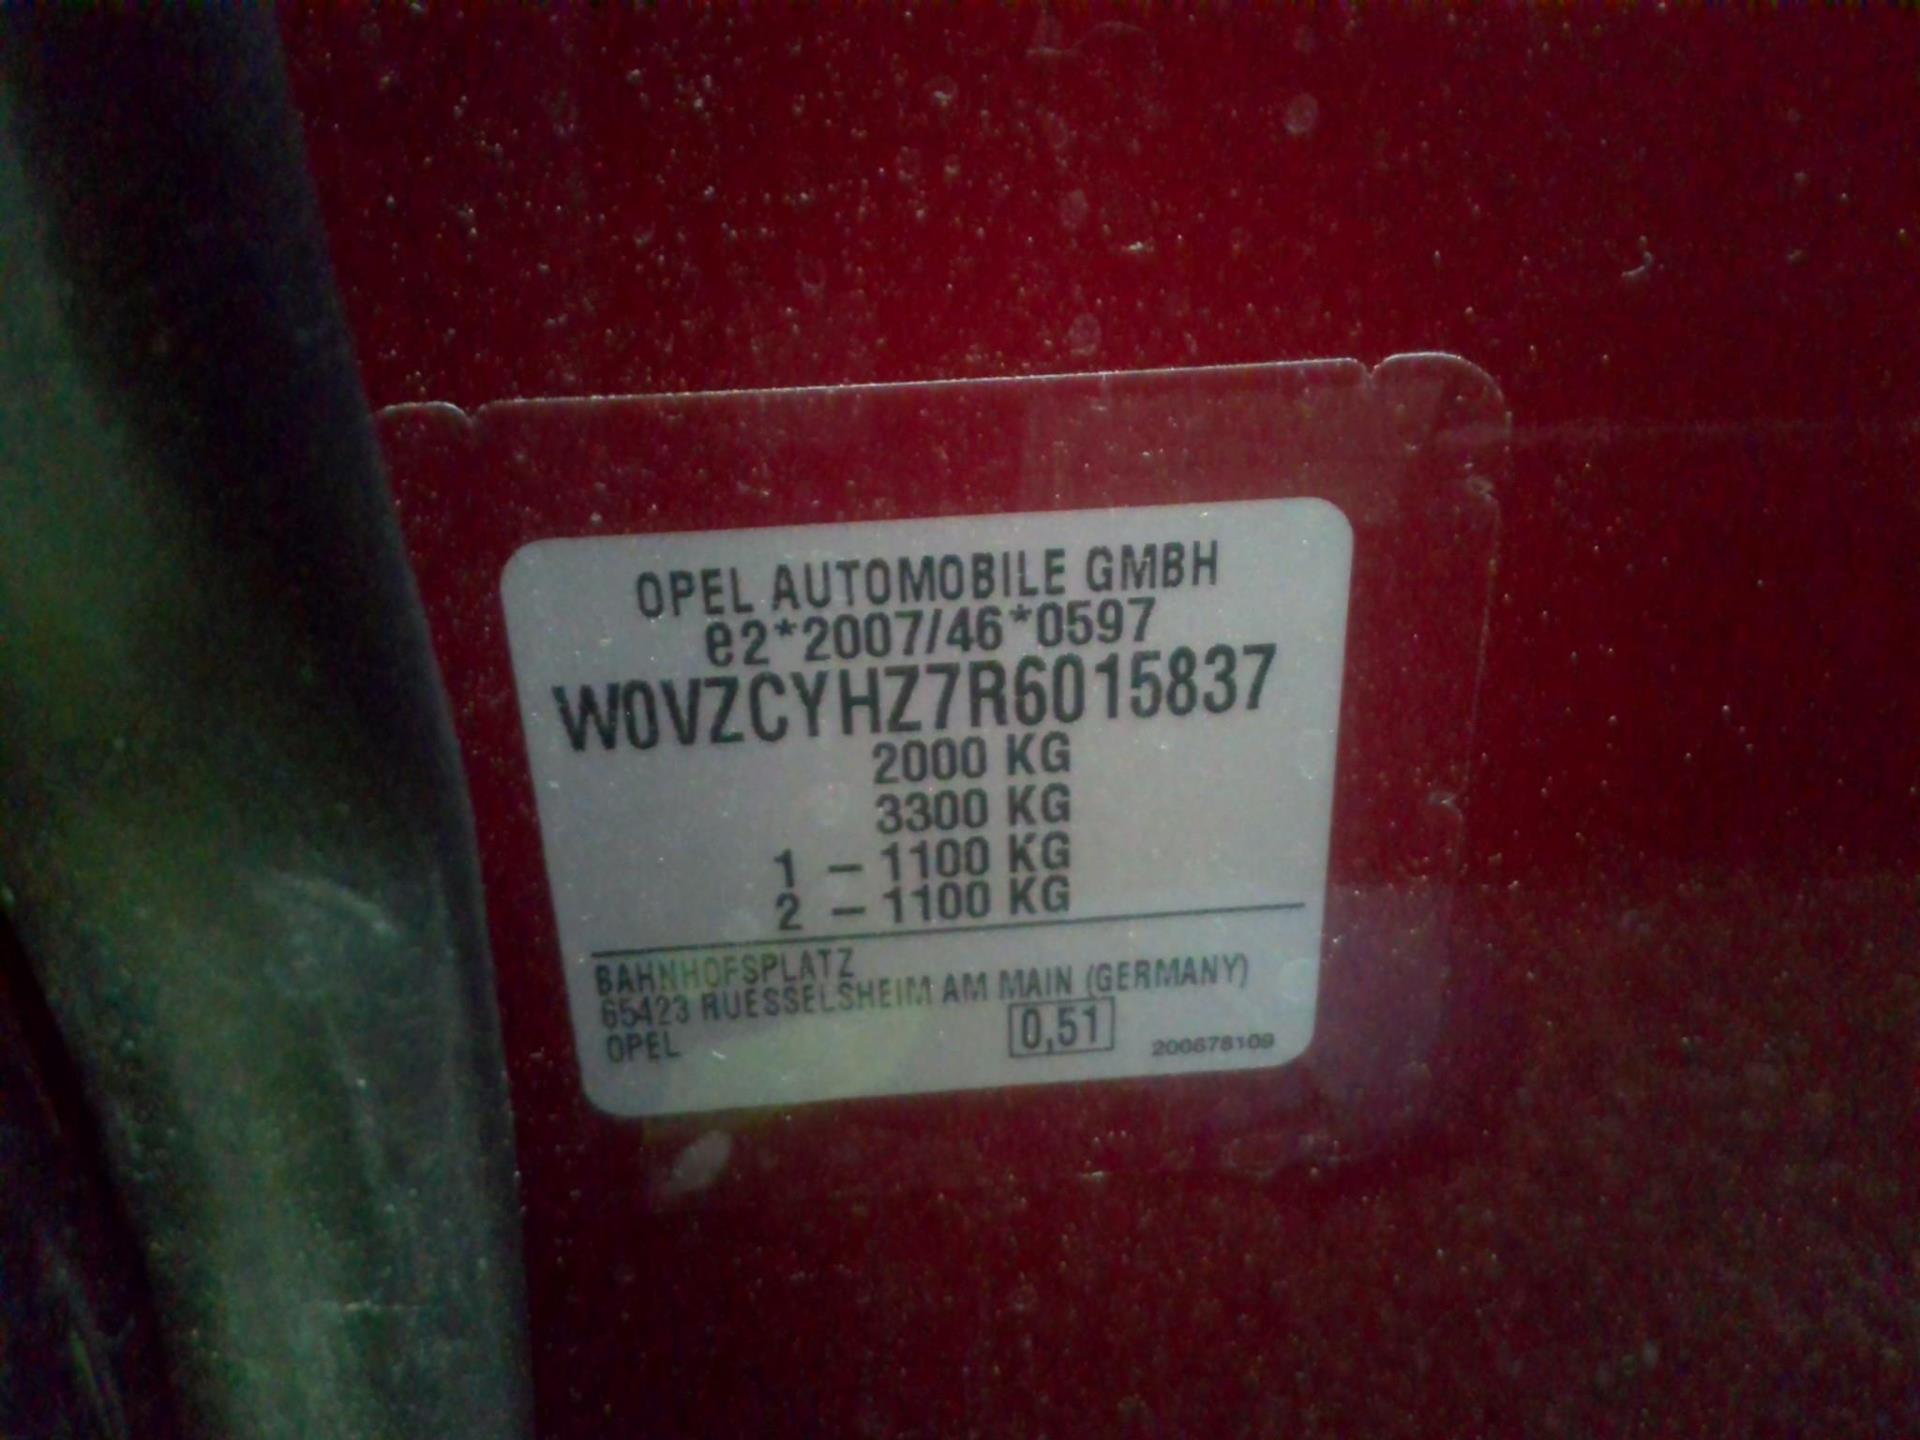 OPEL AUTOMOBILE GMBH
e2*2007/46*0597
W0VZCYHZ7R6015837
2000 KG
3300 KG
1 – 1100 KG
2 – 1100 KG
BAHNHOFSPLATZ
65423 RUESSELSHEIM AM MAIN (GERMANY)
OPEL
0,51
200678109